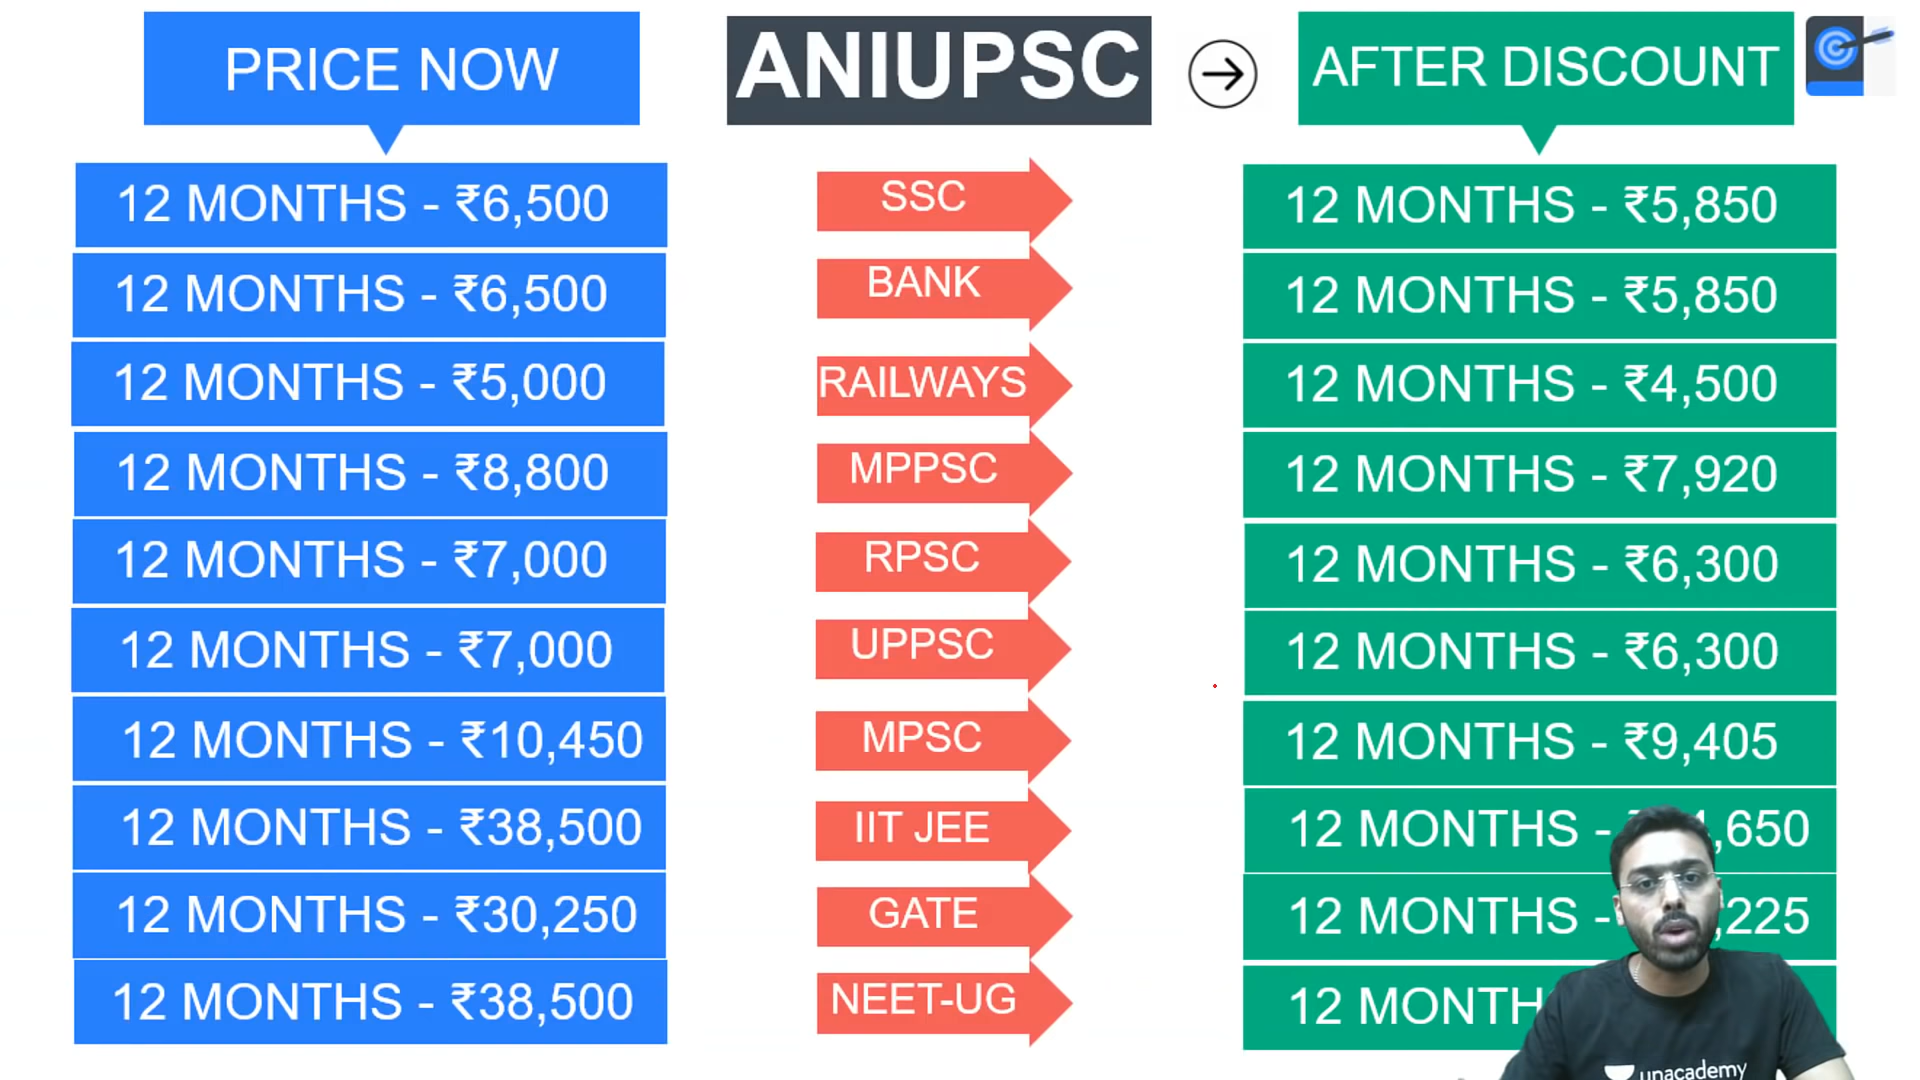 PRICE NOW
ANIUPSC
AFTER DISCOUNT
12 MONTHS - ₹6,500
SSC
12 MONTHS - ₹5,850
12 MONTHS - ₹6,500
BANK
12 MONTHS - ₹5,850
12 MONTHS - ₹5,000
RAILWAYS
12 MONTHS - ₹4,500
12 MONTHS - ₹8,800
MPPSC
12 MONTHS - ₹7,920
12 MONTHS - ₹7,000
RPSC
12 MONTHS - ₹6,300
12 MONTHS - ₹7,000
UPPSC
12 MONTHS - ₹6,300
12 MONTHS - ₹10,450
MPSC
12 MONTHS - ₹9,405
12 MONTHS - ₹38,500
IIT JEE
12 MONTHS -
12 MONTHS - ₹30,250
GATE
12 MONTHS -
12 MONTHS - ₹38,500
NEET-UG
12
unacademy